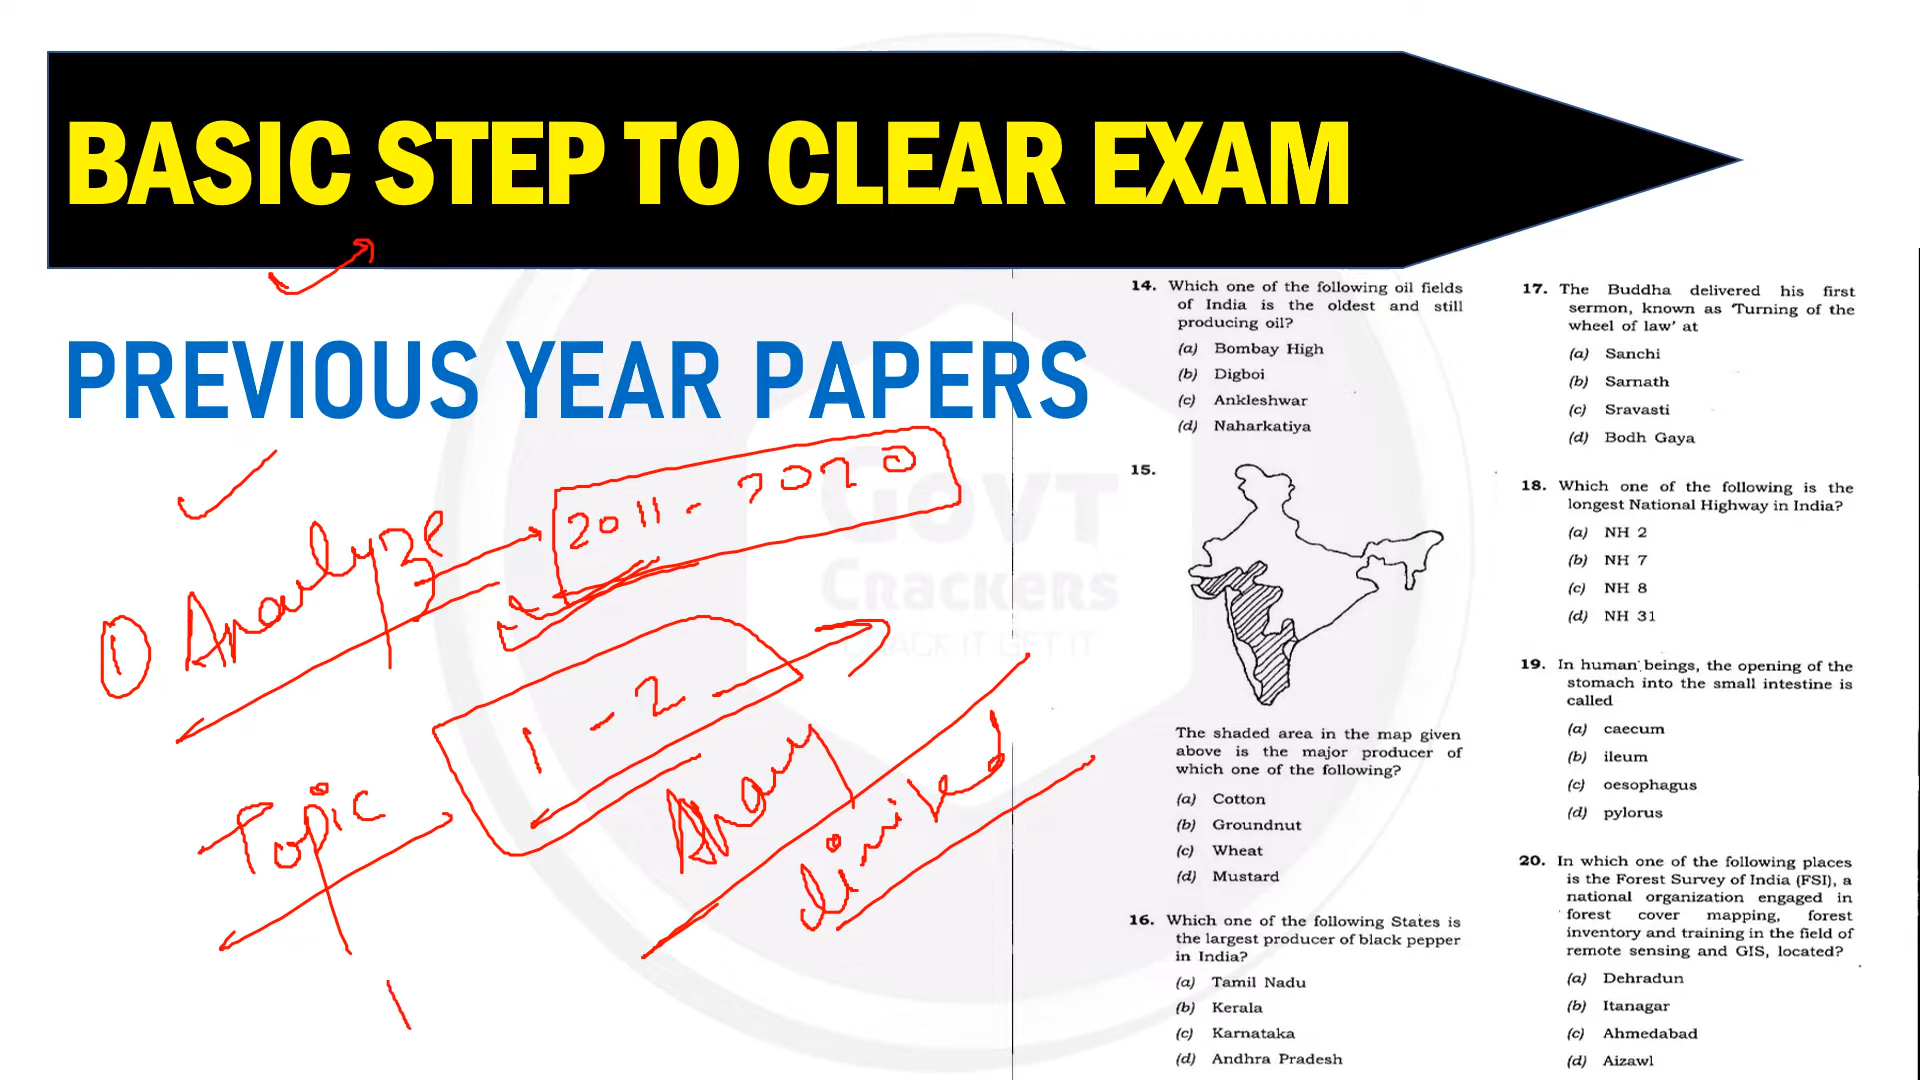 BASIC STEP TO CLEAR EXAM
PREVIOUS YEAR PAPERS
① Analyze
2011 - 2020
1 - 2
Topic
Analy
limited
GOVT
CRACKERS
CRACK IT GET IT
14. Which one of the following oil fields
of India is the oldest and still
producing oil?
(a) Bombay High
(b) Digboi
(c) Ankleshwar
(d) Naharkatiya
15.
The shaded area in the map given
above is the major producer of
which one of the following?
(a) Cotton
(b) Groundnut
(c) Wheat
(d) Mustard
16. Which one of the following States is
the largest producer of black pepper
in India?
(a) Tamil Nadu
(b) Kerala
(c) Karnataka
(d) Andhra Pradesh
17. The Buddha delivered his first
sermon, known as 'Turning of the
wheel of law' at
(a) Sanchi
(b) Sarnath
(c) Sravasti
(d) Bodh Gaya
18. Which one of the following is the
longest National Highway in India?
(a) NH 2
(b) NH 7
(c) NH 8
(d) NH 31
19. In human beings, the opening of the
stomach into the small intestine is
called
(a) caecum
(b) ileum
(c) oesophagus
(d) pylorus
20. In which one of the following places
is the Forest Survey of India (FSI), a
national organization engaged in
forest cover mapping, forest
inventory and training in the field of
remote sensing and GIS, located?
(a) Dehradun
(b) Itanagar
(c) Ahmedabad
(d) Aizawl